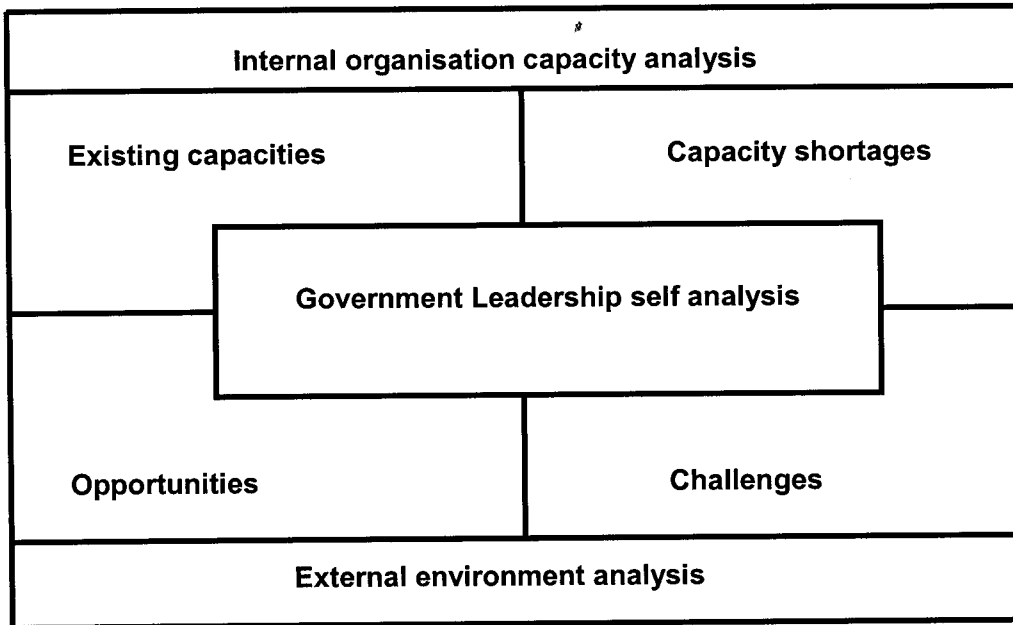 Internal organisation capacity analysis
Existing capacities
Capacity shortages
Government Leadership self analysis
Opportunities
Challenges
External environment analysis